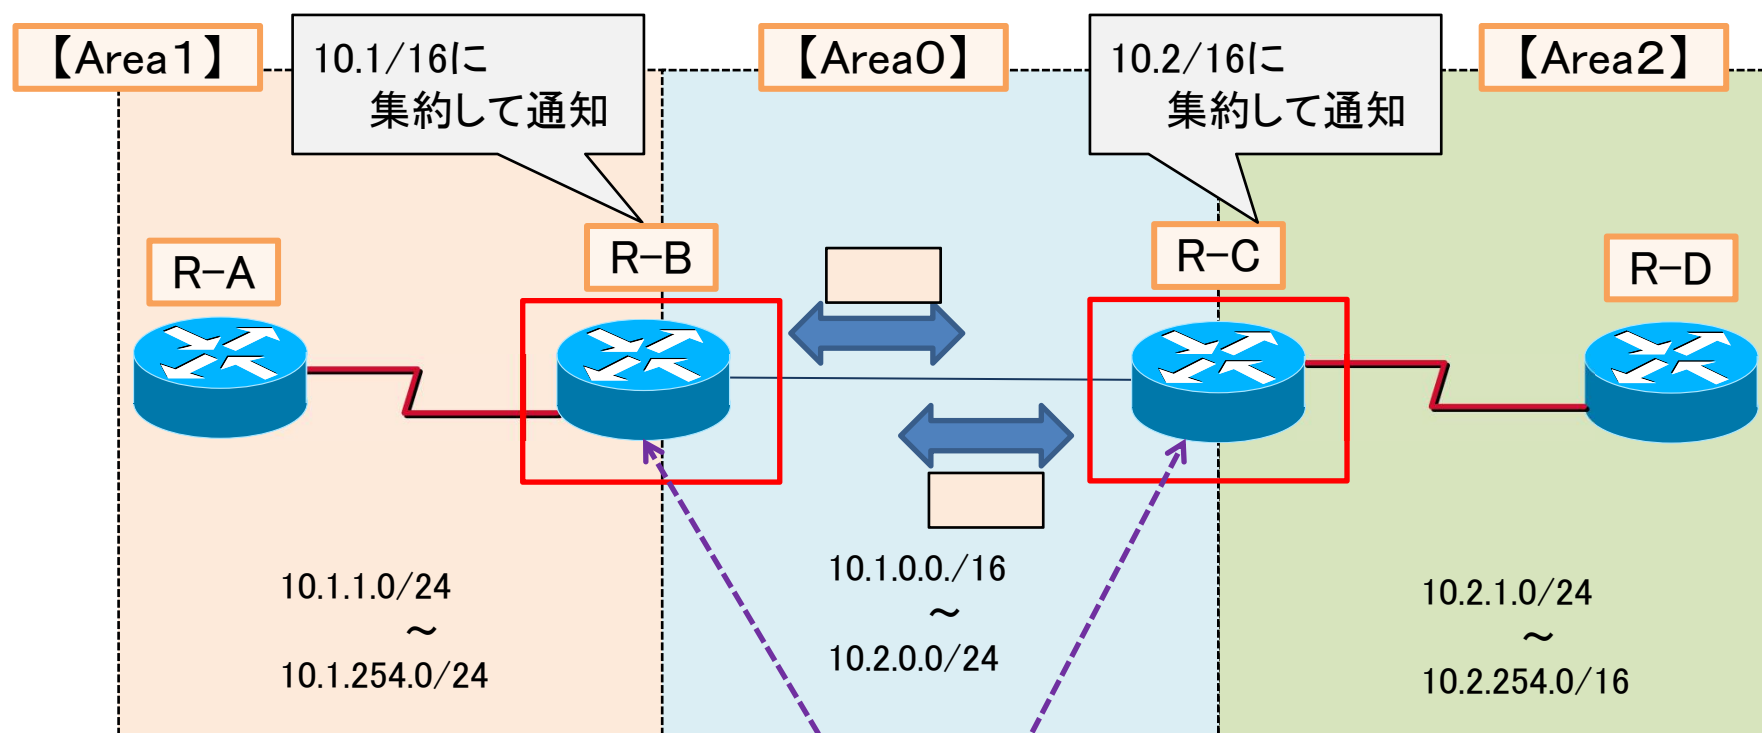 【Area１】
10.1/16に
集約して通知
【Area0】
10.2/16に
集約して通知
【Area２】
R-A
R-B
R-C
R-D
10.1.1.0/24
～
10.1.254.0/24
10.1.0.0./16
～
10.2.0.0/24
10.2.1.0/24
～
10.2.254.0/16